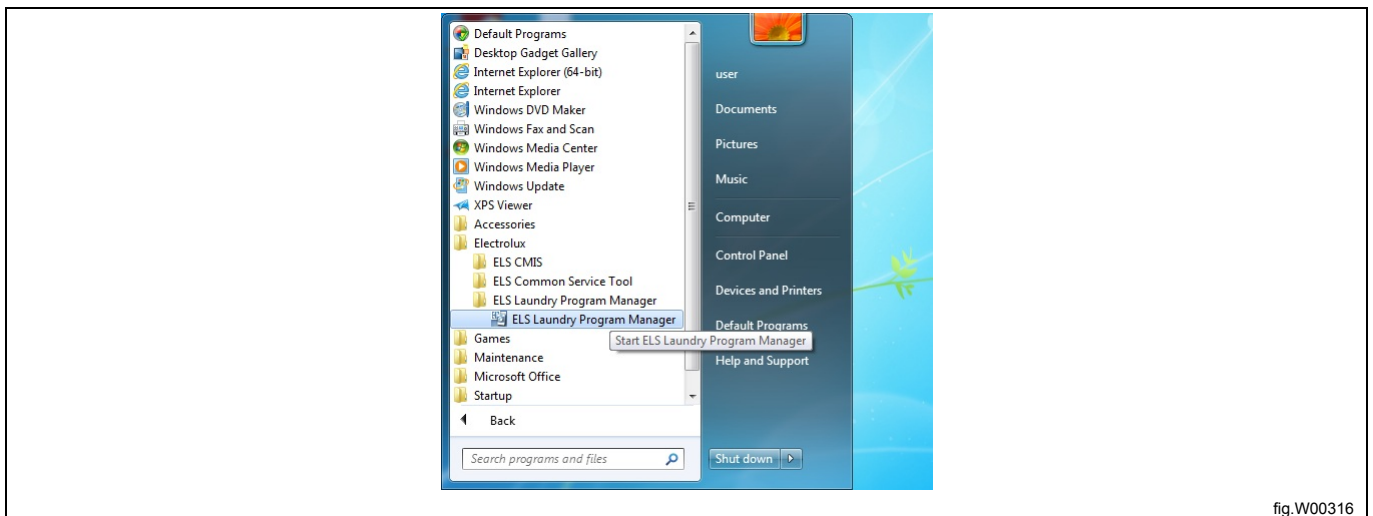 Default Programs
Desktop Gadget Gallery
Internet Explorer (64-bit)
Internet Explorer
Windows DVD Maker
Windows Fax and Scan
Windows Media Center
Windows Media Player
Windows Update
XPS Viewer
Accessories
Electrolux
ELS CMIS
ELS Common Service Tool
ELS Laundry Program Manager
ELS Laundry Program Manager
Games
Maintenance
Microsoft Office
Startup
Back
Search programs and files
user
Documents
Pictures
Music
Computer
Control Panel
Devices and Printers
Default Programs
Start ELS Laundry Program Manager
Help and Support
Shut down
fig.W00316